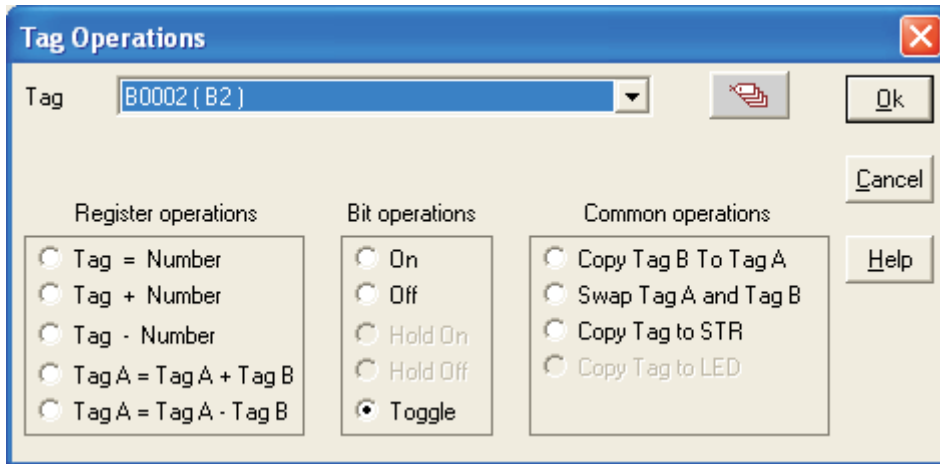 Tag Operations
Tag B0002 ( B2 ) Ok
Cancel
Register operations Bit operations Common operations
Tag = Number On Copy Tag B To Tag A Help
Tag + Number Off Swap Tag A and Tag B
Tag - Number Hold On Copy Tag to STR
Tag A = Tag A + Tag B Hold Off Copy Tag to LED
Tag A = Tag A - Tag B Toggle